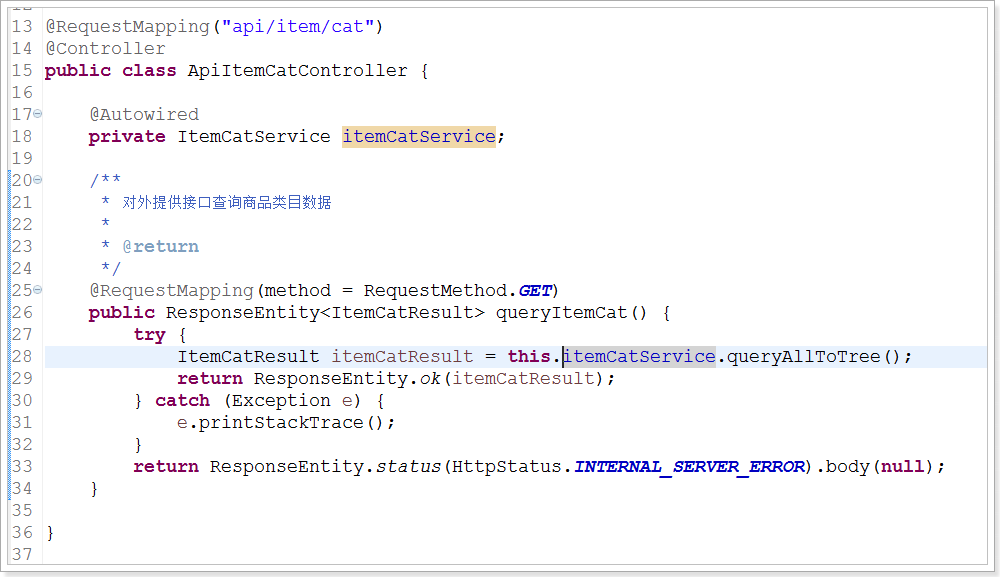 13 @RequestMapping("api/item/cat")
14 @Controller
15 public class ApiItemCatController {
16
17 @Autowired
18 private ItemCatService itemCatService;
19
20 /**
21 * 对外提供接口查询商品类目数据
22 *
23 * @return
24 */
25 @RequestMapping(method = RequestMethod.GET)
26 public ResponseEntity<ItemCatResult> queryItemCat() {
27 try {
28 ItemCatResult itemCatResult = this.itemCatService.queryAllToTree();
29 return ResponseEntity.ok(itemCatResult);
30 } catch (Exception e) {
31 e.printStackTrace();
32 }
33 return ResponseEntity.status(HttpStatus.INTERNAL_SERVER_ERROR).body(null);
34 }
35
36 }
37